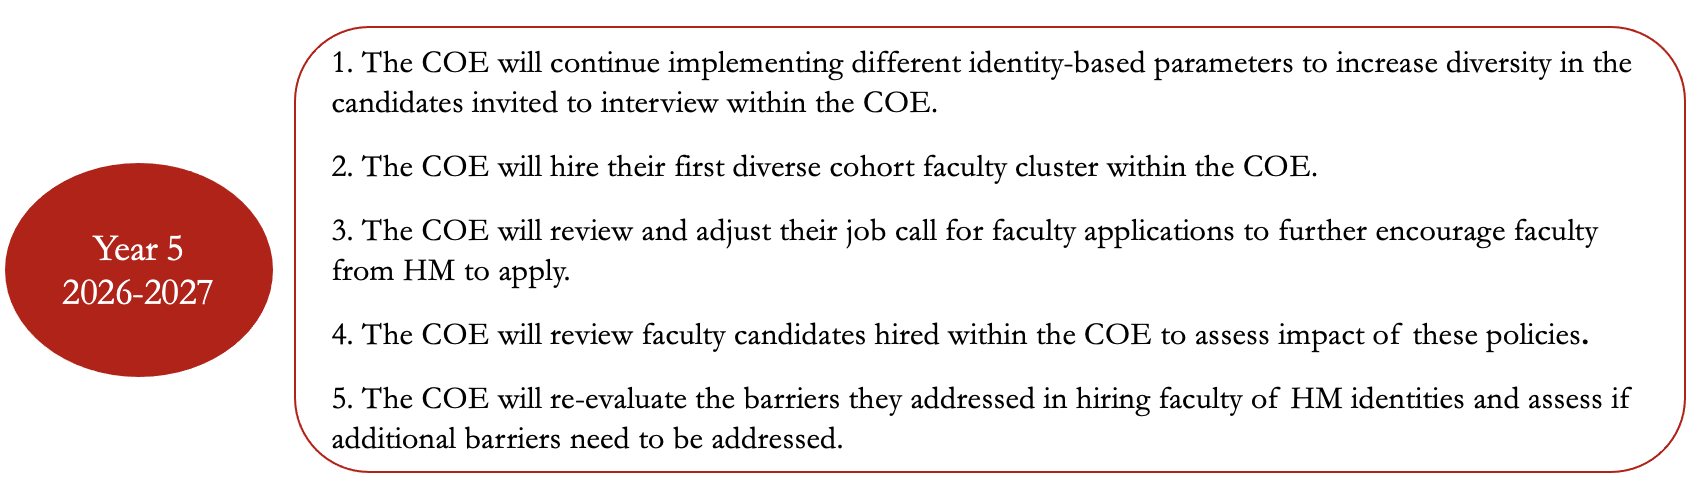 Year 5
2026-2027
1. The COE will continue implementing different identity-based parameters to increase diversity in the
candidates invited to interview within the COE.
2. The COE will hire their first diverse cohort faculty cluster within the COE.
3. The COE will review and adjust their job call for faculty applications to further encourage faculty
from HM to apply.
4. The COE will review faculty candidates hired within the COE to assess impact of these policies.
5. The COE will re-evaluate the barriers they addressed in hiring faculty of HM identities and assess if
additional barriers need to be addressed.